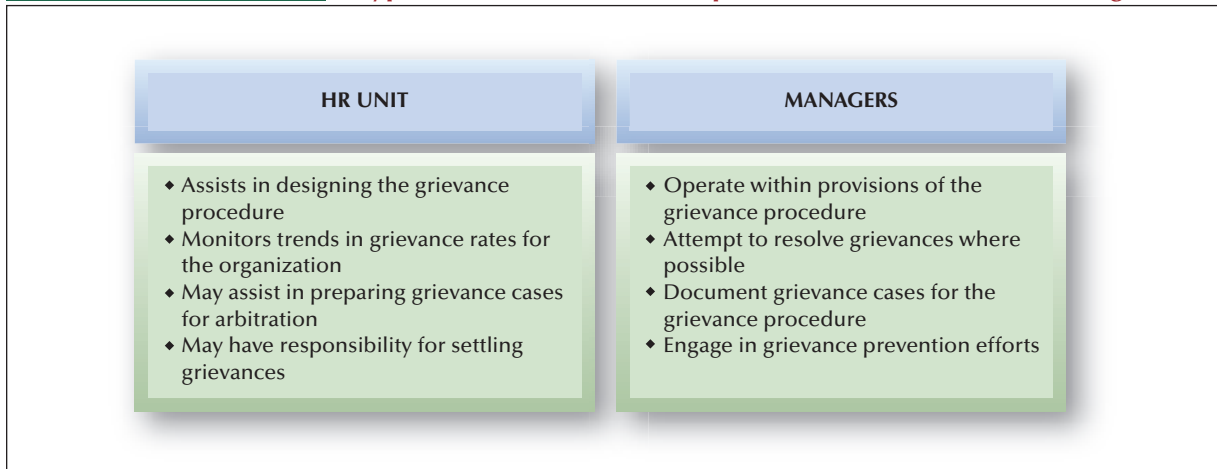 HR UNIT
◆ Assists in designing the grievance
procedure
◆ Monitors trends in grievance rates for
the organization
◆ May assist in preparing grievance cases
for arbitration
◆ May have responsibility for settling
grievances
MANAGERS
◆ Operate within provisions of the
grievance procedure
◆ Attempt to resolve grievances where
possible
◆ Document grievance cases for the
grievance procedure
◆ Engage in grievance prevention efforts